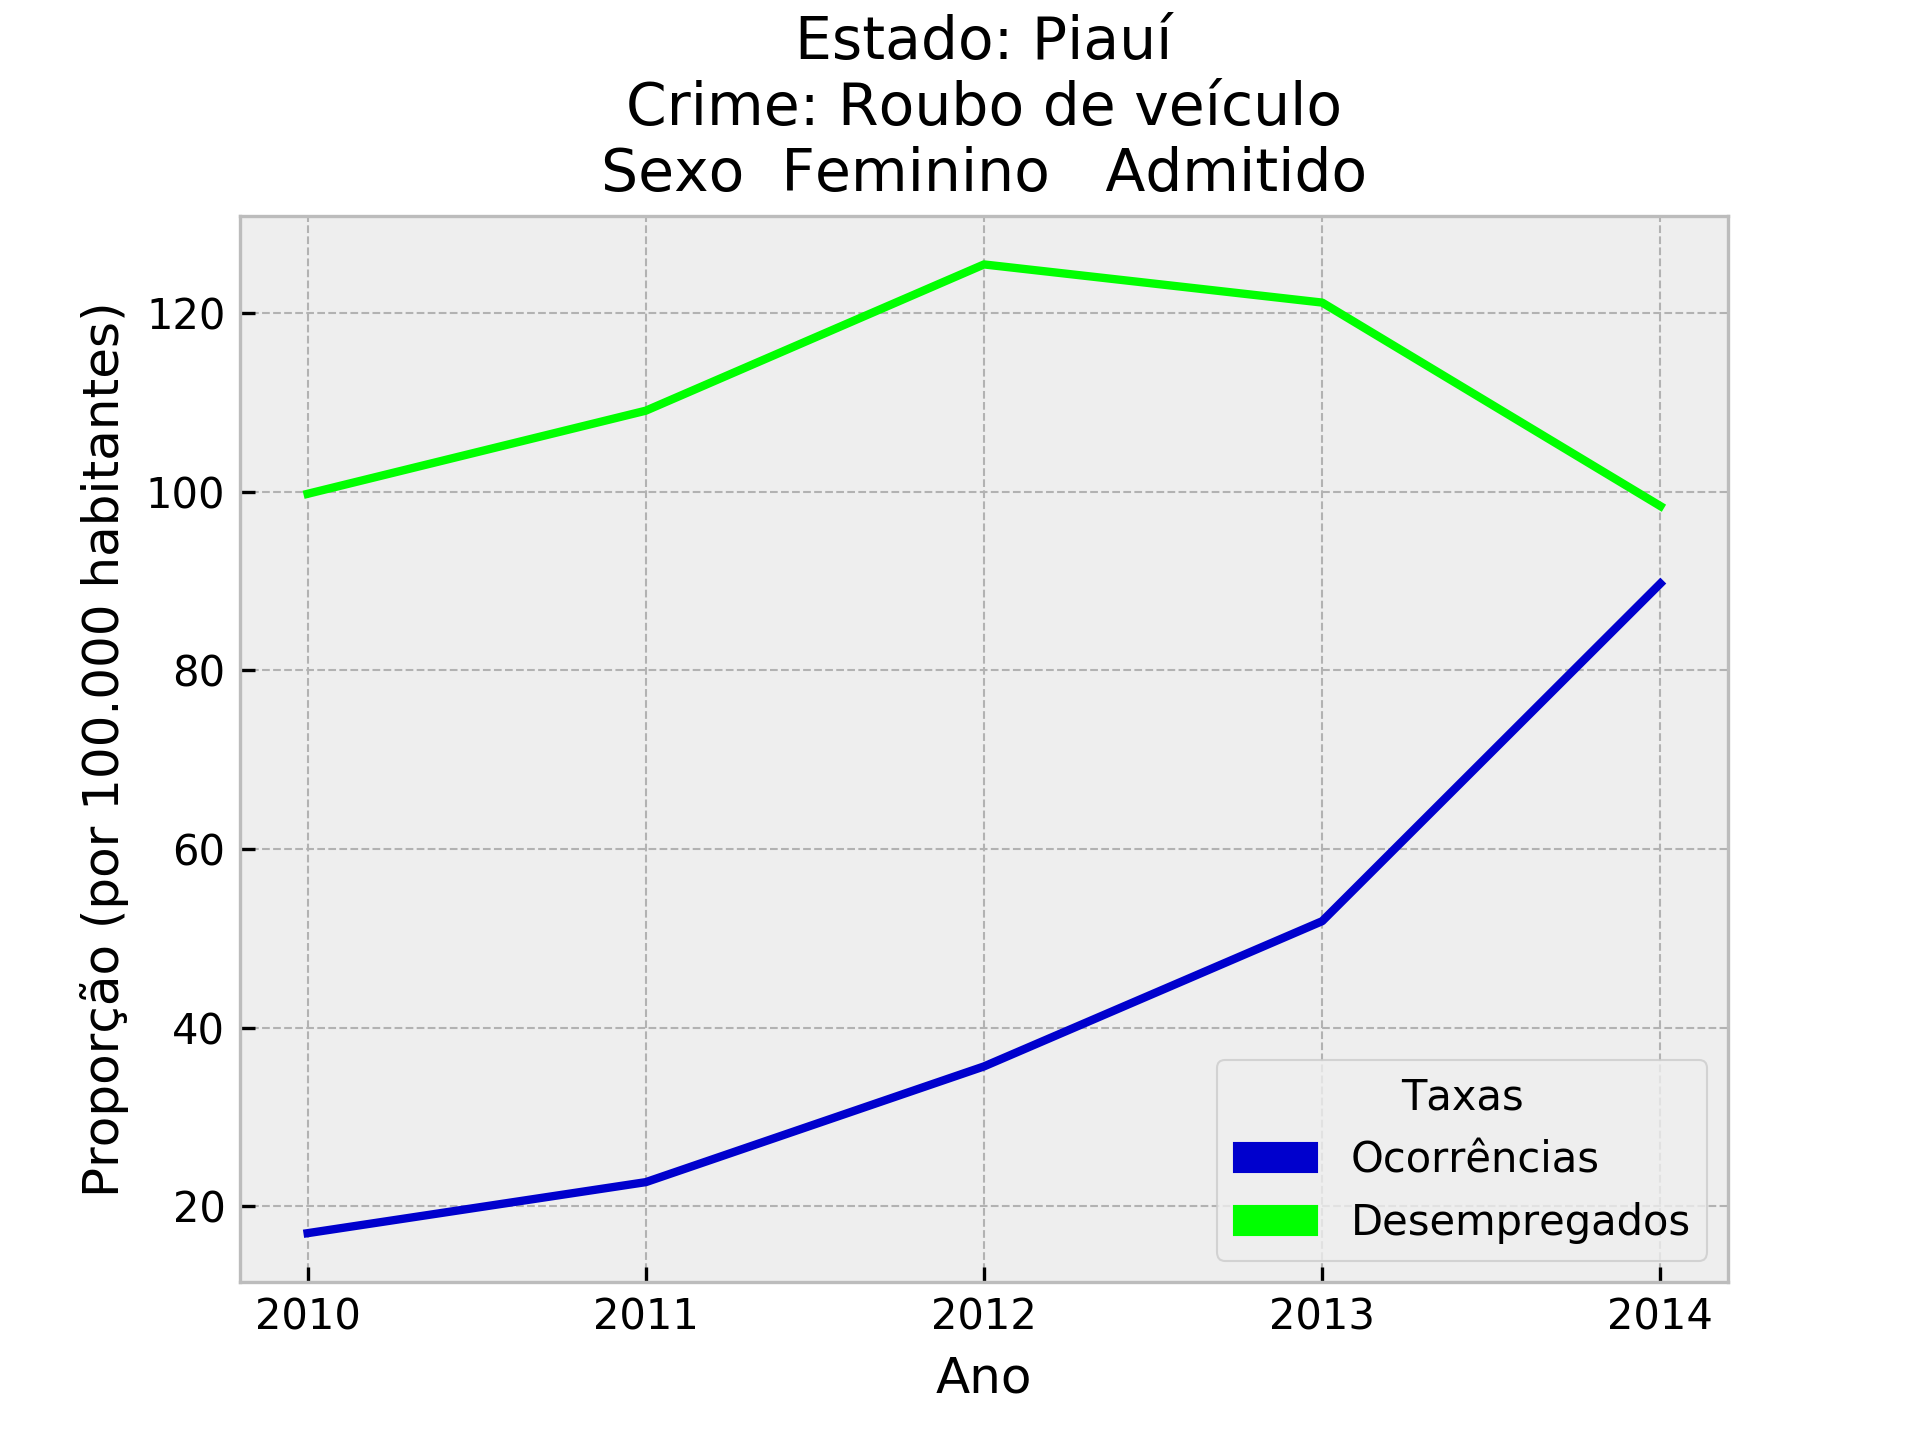 Estado: Piauí
Crime: Roubo de veículo
Sexo  Feminino   Admitido
Proporção (por 100.000 habitantes)
120
100
80
60
40
20
Taxas
Ocorrências
Desempregados
2010 2011 2012 2013 2014
Ano